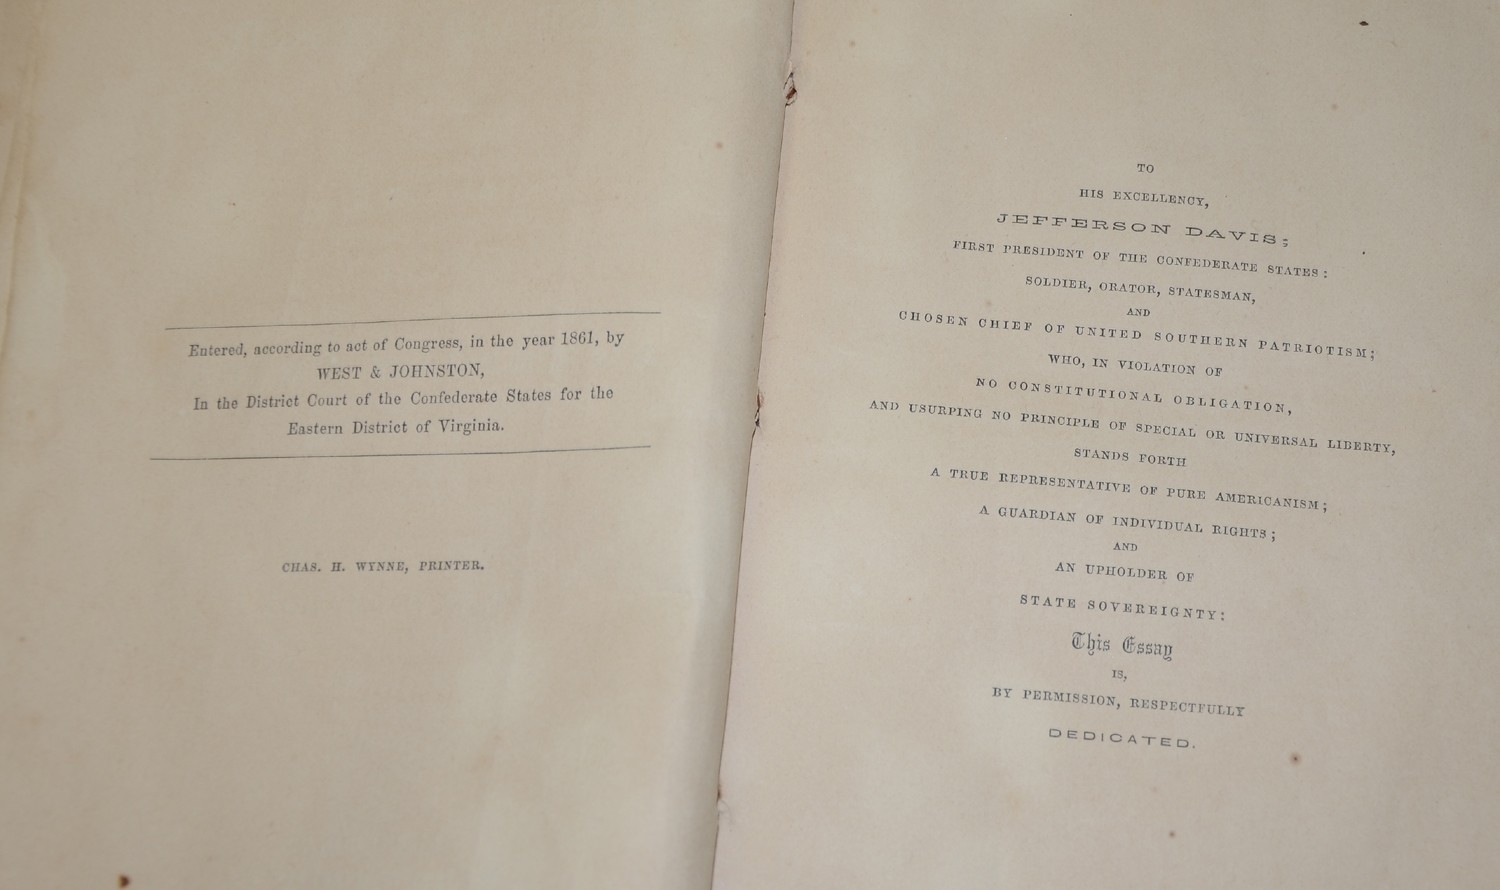 Entered, according to act of Congress, in the year 1861, by
WEST & JOHNSTON,
In the District Court of the Confederate States for the
Eastern District of Virginia.
CHAS. H. WYNNE, PRINTER.
TO
HIS EXCELLENCY,
JEFFERSON DAVIS;
FIRST PRESIDENT OF THE CONFEDERATE STATES:
SOLDIER, ORATOR, STATESMAN,
AND
CHOSEN CHIEF OF UNITED SOUTHERN PATRIOTISM;
WHO, IN VIOLATION OF
NO CONSTITUTIONAL OBLIGATION,
AND USURPING NO PRINCIPLE OF SPECIAL OR UNIVERSAL LIBERTY,
STANDS FORTH
A TRUE REPRESENTATIVE OF PURE AMERICANISM;
A GUARDIAN OF INDIVIDUAL RIGHTS;
AND
AN UPHOLDER OF
STATE SOVEREIGNTY:
This Essay
IS,
BY PERMISSION, RESPECTFULLY
DEDICATED.